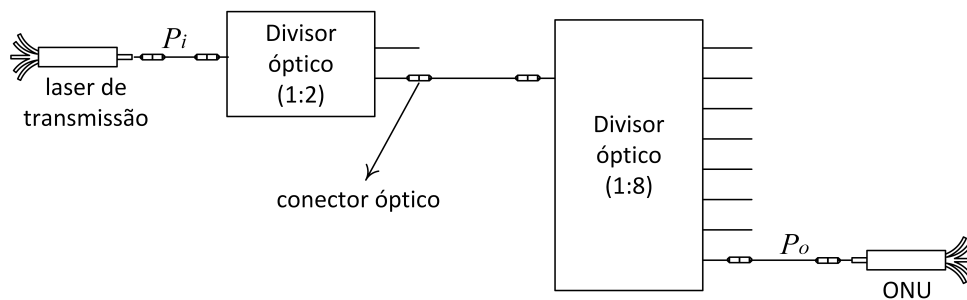 Pi
laser de
transmissão
Divisor
óptico
(1:2)
conector óptico
Divisor
óptico
(1:8)
Po
ONU